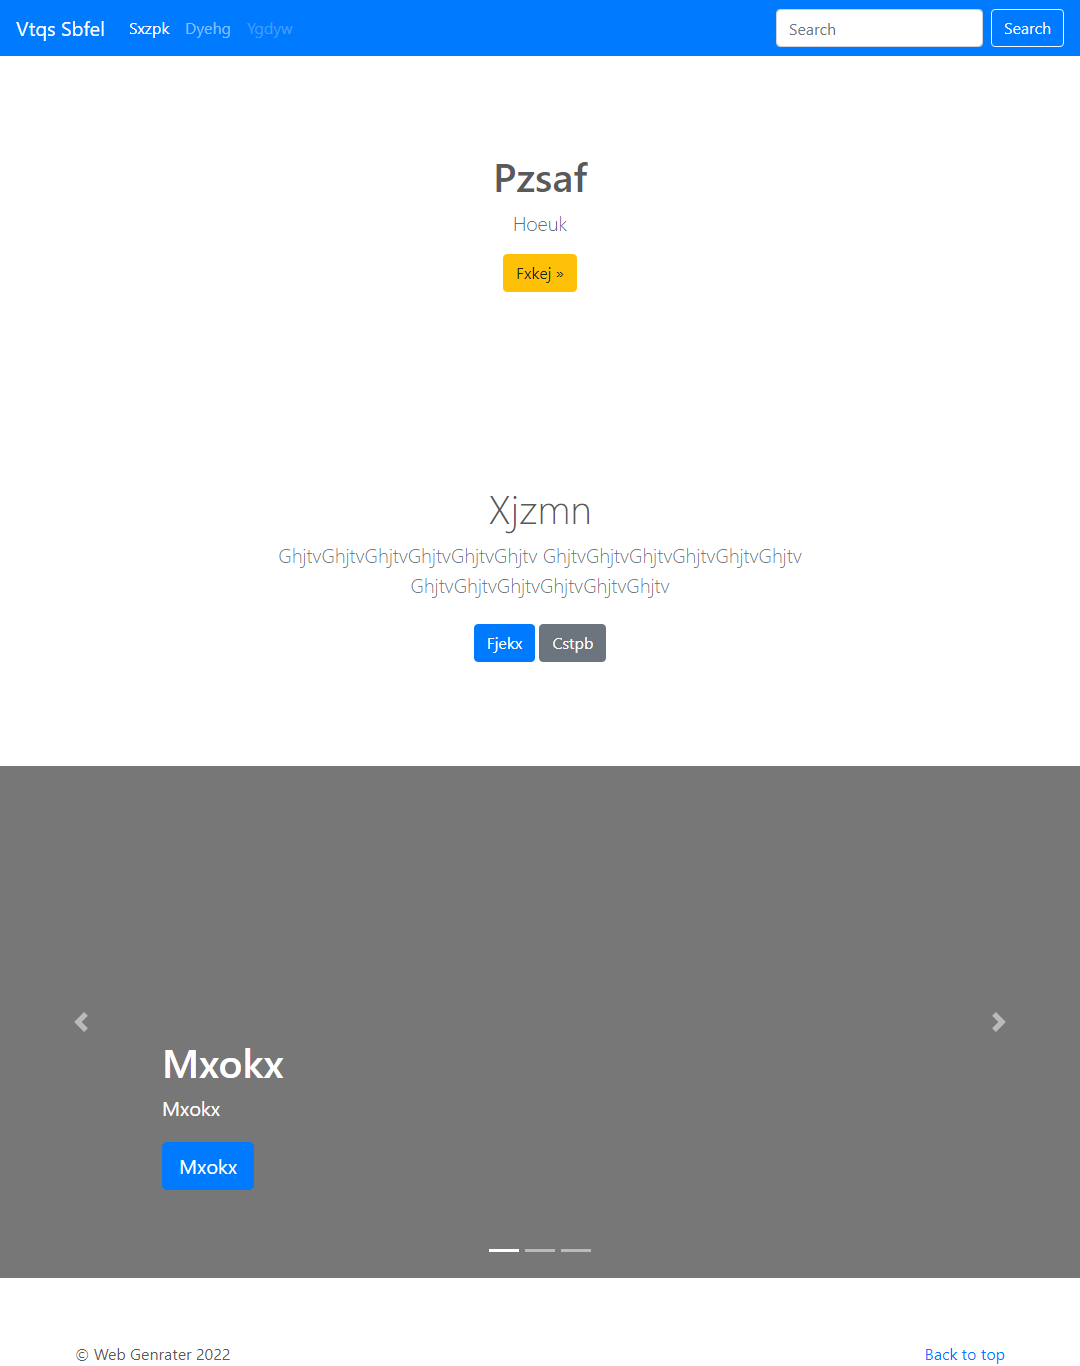 Vtqs Sbfel Sxzpk Dyehg Ygdyw Search Search
Pzsaf
Hoeuk
Fxkej »
Xjzmn
GhjtvGhjtvGhjtvGhjtvGhjtvGhjtv GhjtvGhjtvGhjtvGhjtvGhjtvGhjtv
GhjtvGhjtvGhjtvGhjtvGhjtvGhjtv
Fjekx Cstpb
Mxokx
Mxokx
Mxokx
© Web Genrater 2022 Back to top